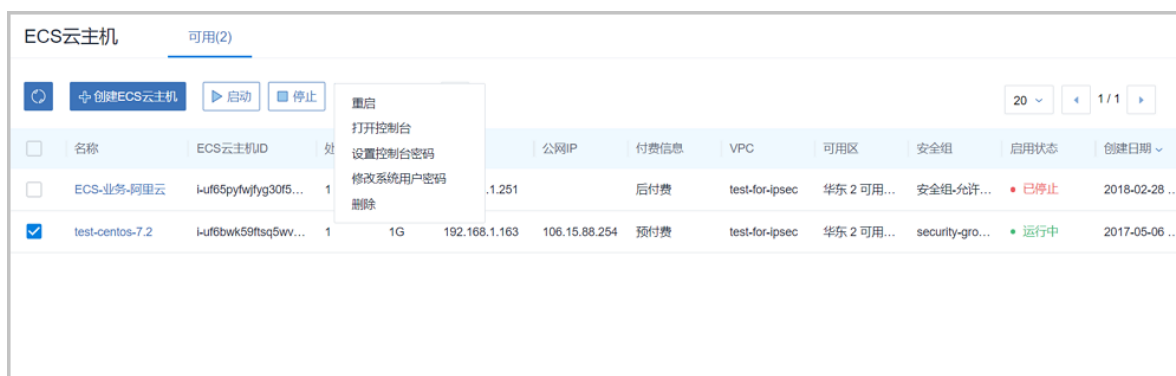 ECS云主机 可用(2)
创建ECS云主机 启动 停止 20 1 / 1
重启
打开控制台
设置控制台密码
修改系统用户密码
删除
名称 ECS云主机ID 处 公网IP 付费信息 VPC 可用区 安全组 启用状态 创建日期
ECS-业务-阿里云 i-uf65pyfwjfyg30f5... 1 .1.251 后付费 test-for-ipsec 华东 2 可用... 安全组-允许... 已停止 2018-02-28 ...
test-centos-7.2 i-uf6bwk59ftsq5wv... 1 1G 192.168.1.163 106.15.88.254 预付费 test-for-ipsec 华东 2 可用... security-gro... 运行中 2017-05-06 ...